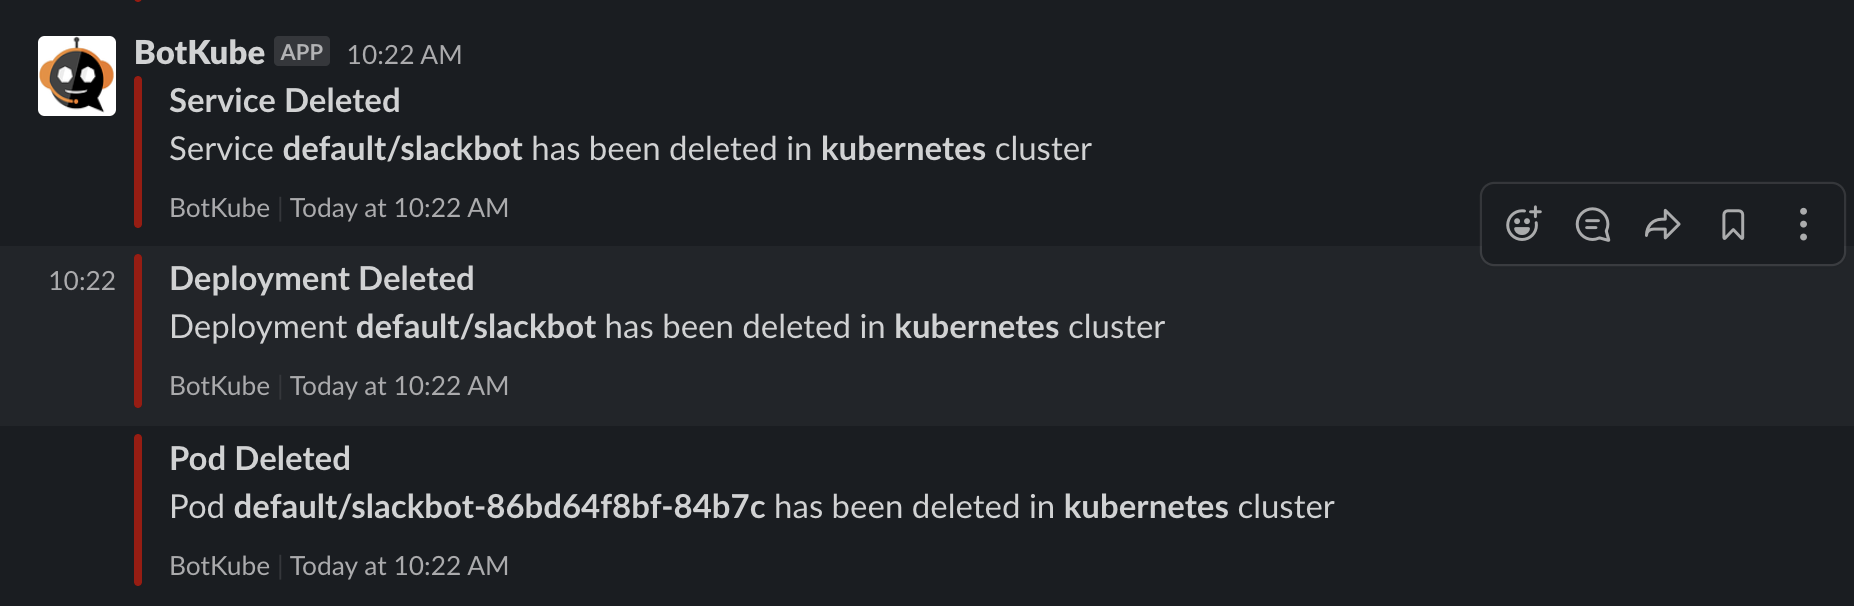 BotKube APP 10:22 AM
Service Deleted
Service default/slackbot has been deleted in kubernetes cluster
BotKube | Today at 10:22 AM
10:22
Deployment Deleted
Deployment default/slackbot has been deleted in kubernetes cluster
BotKube | Today at 10:22 AM
Pod Deleted
Pod default/slackbot-86bd64f8bf-84b7c has been deleted in kubernetes cluster
BotKube | Today at 10:22 AM